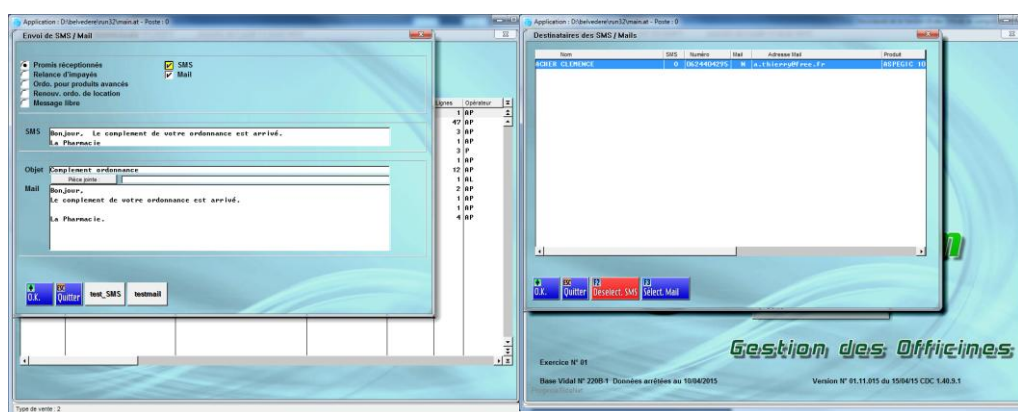 Application : D:\belvedere\run32\main.at - Poste : 0
Envoi de SMS / Mail
Promis réceptionnés
Relance d'impayés
Ordo. pour produits avancés
Renouv. ordo. de location
Message libre
SMS
Mail
Lignes Opérateur
1 AP
47 AP
3 AP
1 AP
3 P
1 AP
12 AP
1 AL
2 AP
1 AP
1 AP
4 AP
SMS
Bonjour, Le complement de votre ordonnance est arrivé.
La Pharmacie
Objet Complement ordonnance
Pièce jointe
Mail
Bonjour,
Le complement de votre ordonnance est arrivé.
La Pharmacie.
O.K.
ESC Quitter
test_SMS
testmail
Type de vente : 2
Application : D:\belvedere\run32\main.at - Poste : 0
Destinataires des SMS / Mails
Nom SMS Numéro Mail Adresse Mail Produit
ACHER CLEMENCE O 0624404295 N a.thierry@free.fr ASPEGIC 10
O.K.
ESC Quitter
F2 Deselect. SMS
F3 Sélect. Mail
Gestion des Officines
Exercice N° 01
Base Vidal N° 220B-1 Données arrêtées au 10/04/2015
Version N° 01.11.015 du 15/04/15 CDC 1.40.9.1